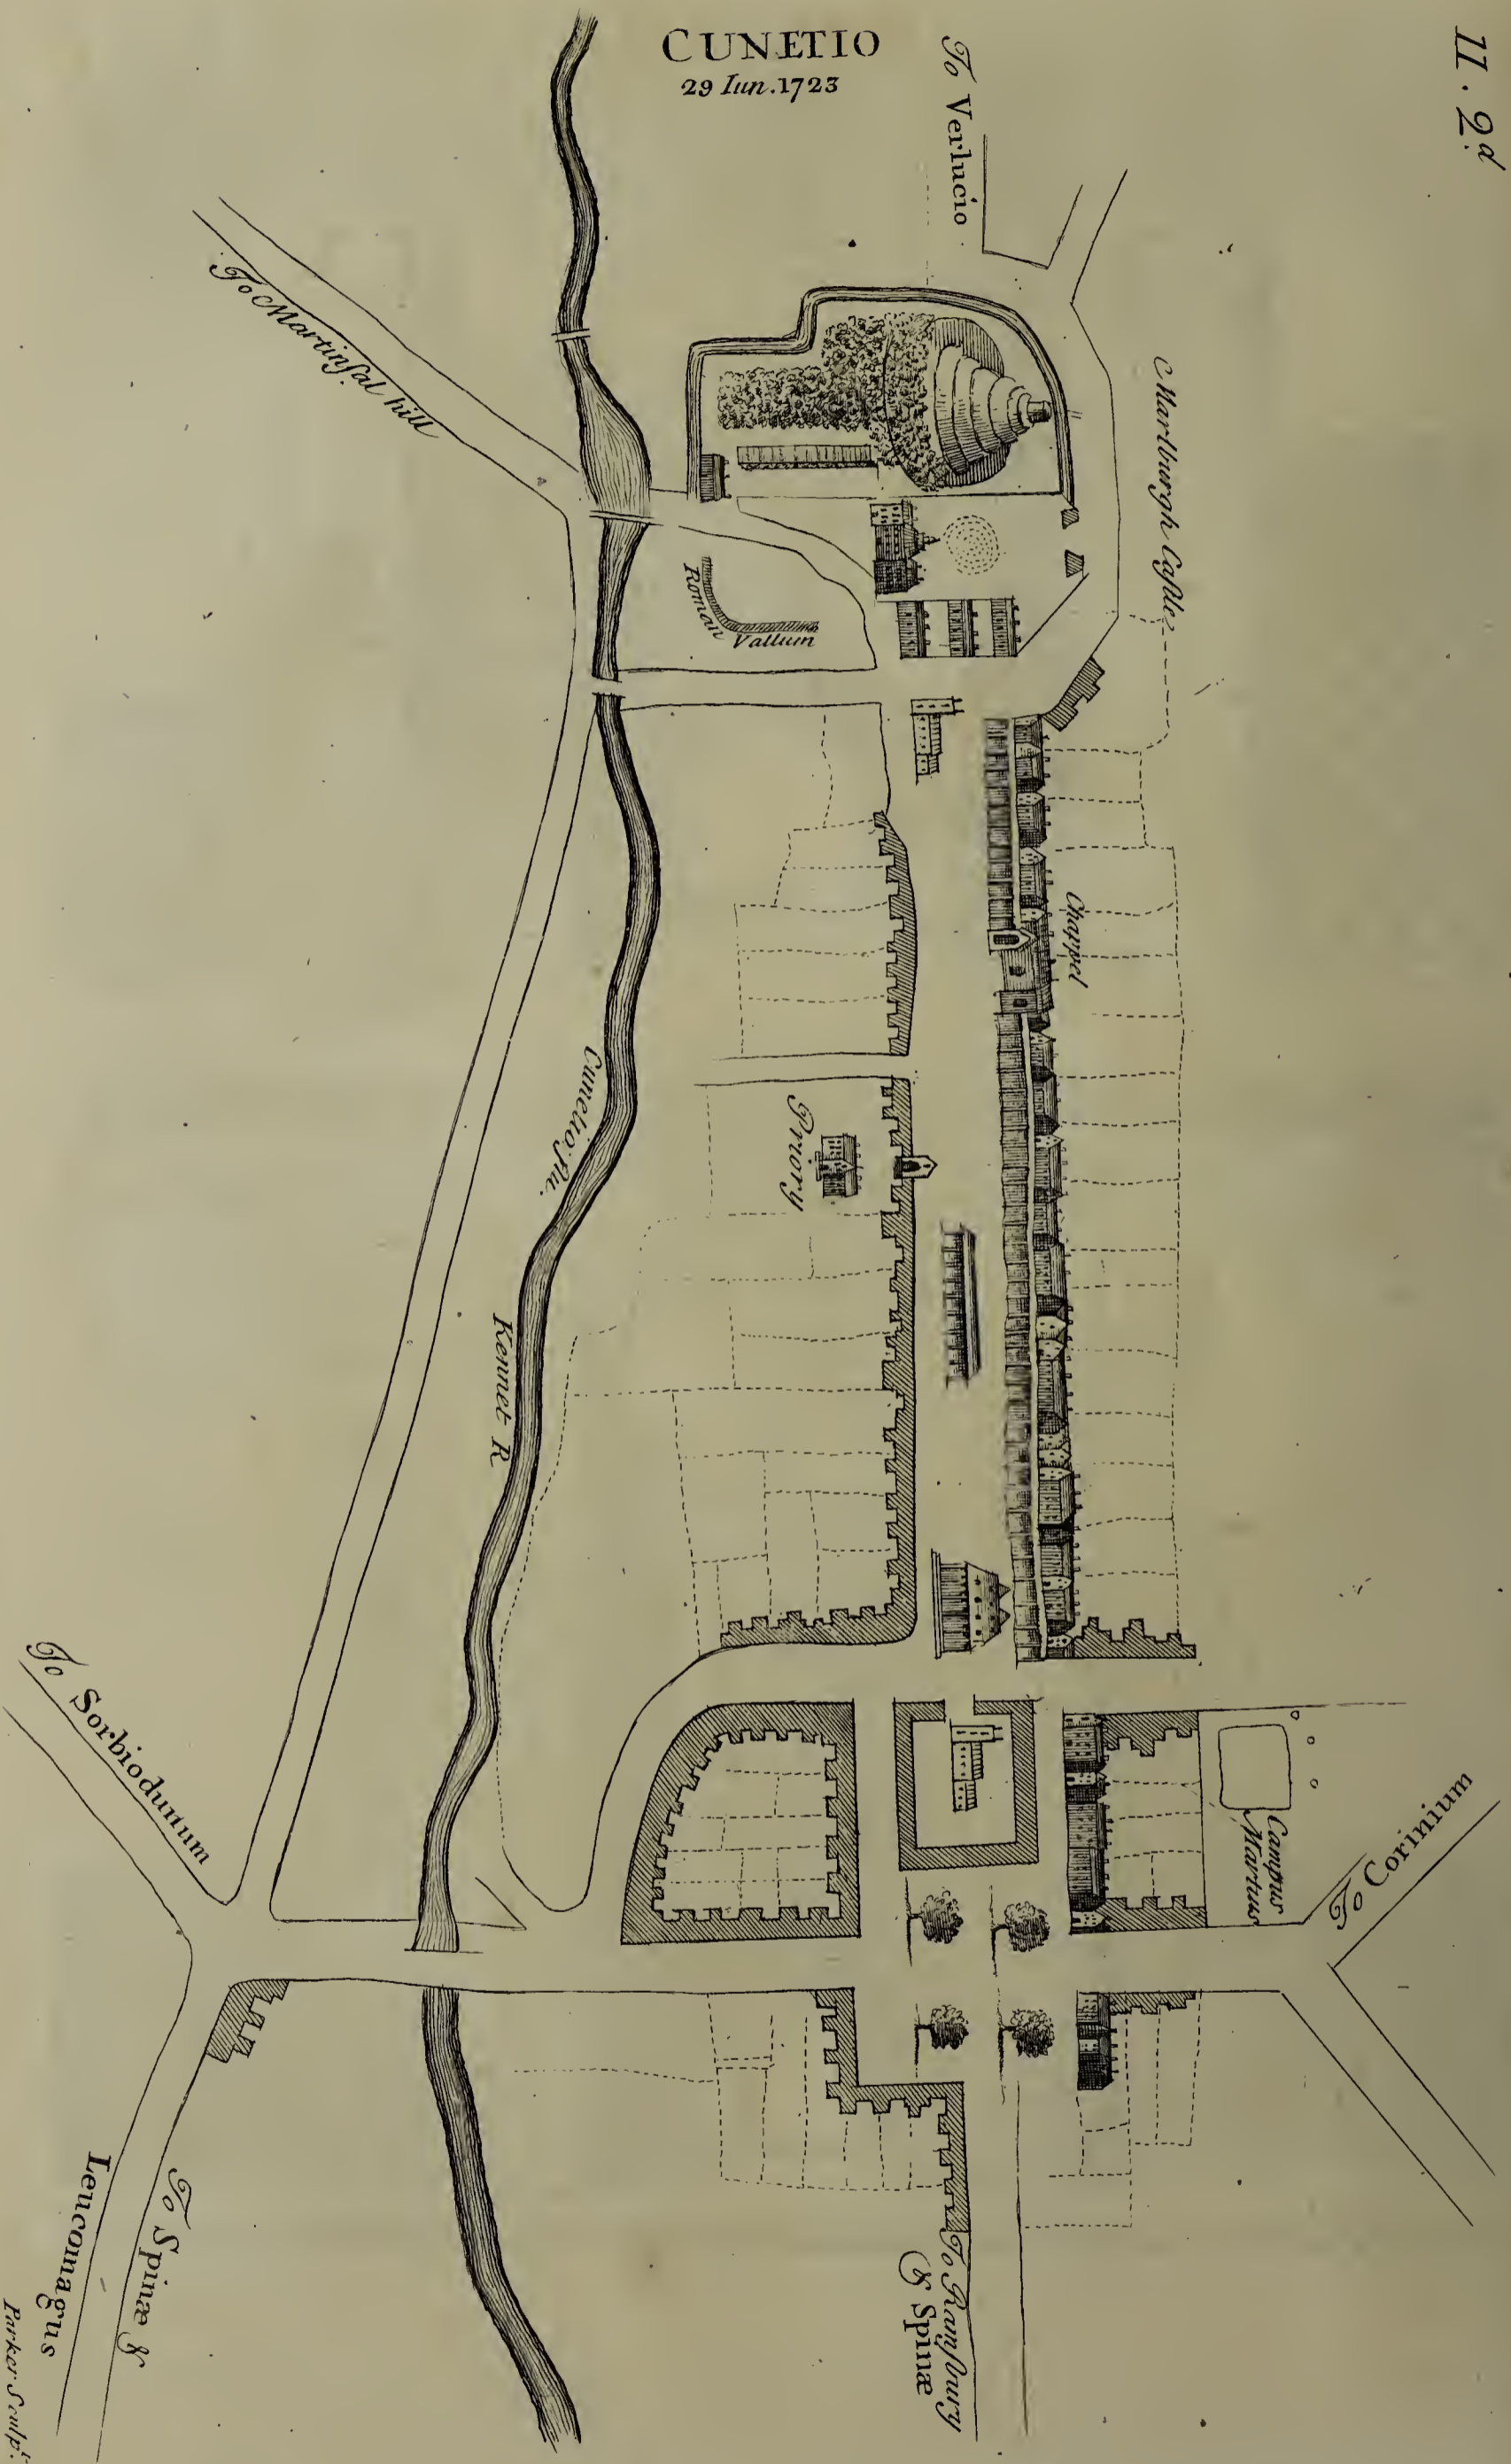 CUNETIO
29 Iun. 1723
II. 2d
To Verlucio
To Martinsal hill
Marlburgh Castle
Roman
Vallum
Chappel
Priory
Cunetio flu.
Kennet R
Campus
Martius
To Corinium
To Sorbiodunum
To Ramsbury
& Spinæ
To Spinæ &
Leucomagus
Parker Sculpt.